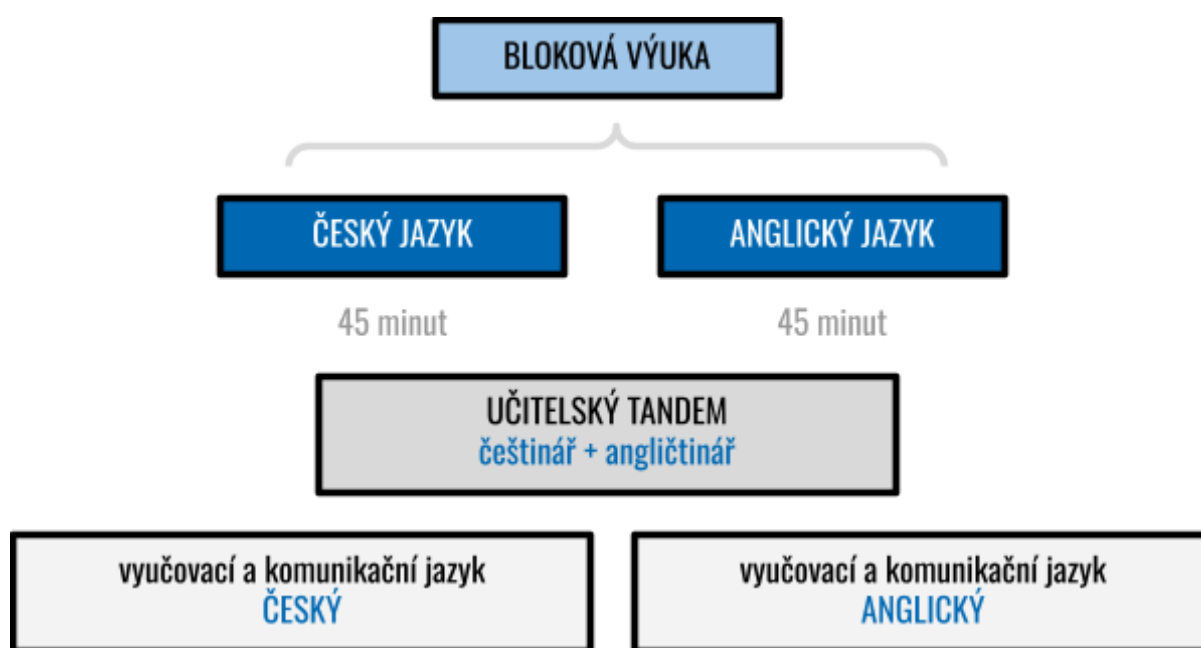 BLOKOVÁ VÝUKA
ČESKÝ JAZYK
ANGLICKÝ JAZYK
45 minut
45 minut
UČITELSKÝ TANDEM
češtinář + angličtinář
vyučovací a komunikační jazyk
ČESKÝ
vyučovací a komunikační jazyk
ANGLICKÝ